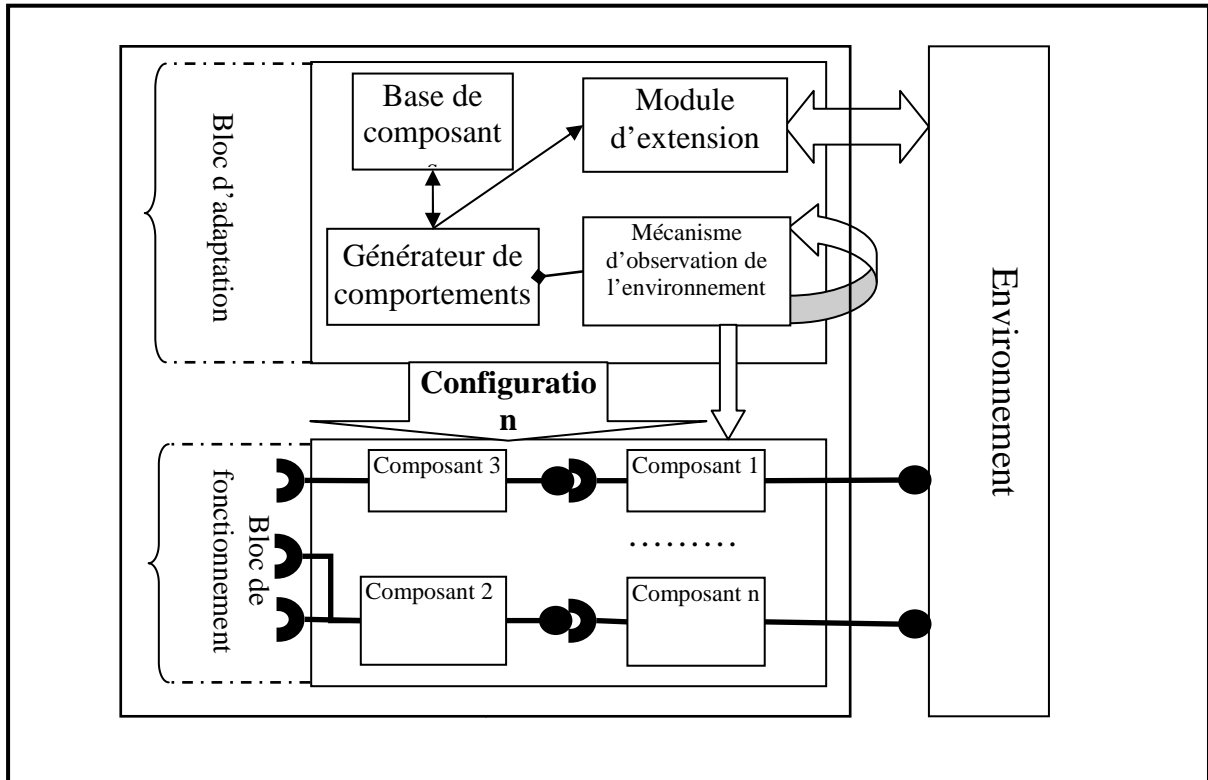 Base de
composant
Module
d'extension
Bloc d'adaptation
Générateur de
comportements
Mécanisme
d'observation de
l'environnement
Environnement
Configuratio
n
Bloc de
fonctionnement
Composant 3
Composant 1
.........
Composant 2
Composant n